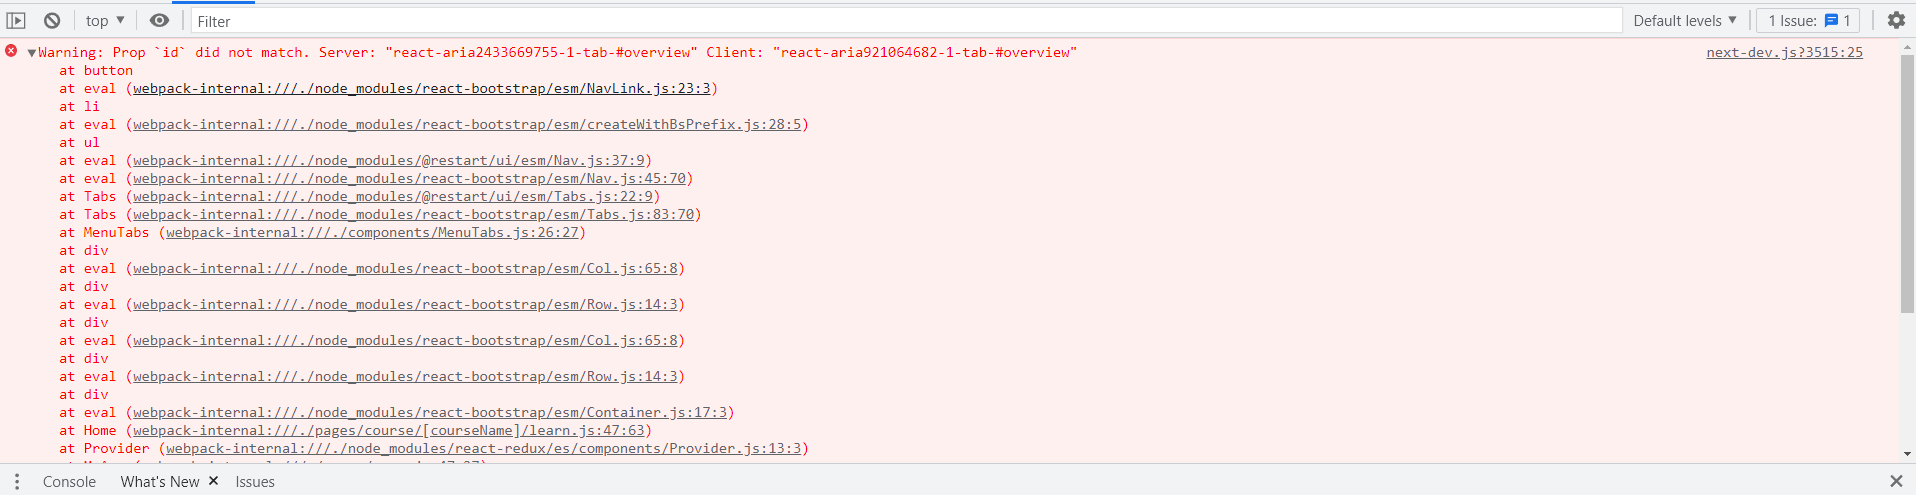 top ▼ Filter Default levels ▼ 1 Issue: 1
▼Warning: Prop `id` did not match. Server: "react-aria2433669755-1-tab-#overview" Client: "react-aria921064682-1-tab-#overview" next-dev.js?3515:25
at button
at eval (webpack-internal:///./node_modules/react-bootstrap/esm/NavLink.js:23:3)
at li
at eval (webpack-internal:///./node_modules/react-bootstrap/esm/createWithBsPrefix.js:28:5)
at ul
at eval (webpack-internal:///./node_modules/@restart/ui/esm/Nav.js:37:9)
at eval (webpack-internal:///./node_modules/react-bootstrap/esm/Nav.js:45:70)
at Tabs (webpack-internal:///./node_modules/@restart/ui/esm/Tabs.js:22:9)
at Tabs (webpack-internal:///./node_modules/react-bootstrap/esm/Tabs.js:83:70)
at MenuTabs (webpack-internal:///./components/MenuTabs.js:26:27)
at div
at eval (webpack-internal:///./node_modules/react-bootstrap/esm/Col.js:65:8)
at div
at eval (webpack-internal:///./node_modules/react-bootstrap/esm/Row.js:14:3)
at div
at eval (webpack-internal:///./node_modules/react-bootstrap/esm/Col.js:65:8)
at div
at eval (webpack-internal:///./node_modules/react-bootstrap/esm/Row.js:14:3)
at div
at eval (webpack-internal:///./node_modules/react-bootstrap/esm/Container.js:17:3)
at Home (webpack-internal:///./pages/course/[courseName]/learn.js:47:63)
at Provider (webpack-internal:///./node_modules/react-redux/es/components/Provider.js:13:3)
Console What's New ✕ Issues